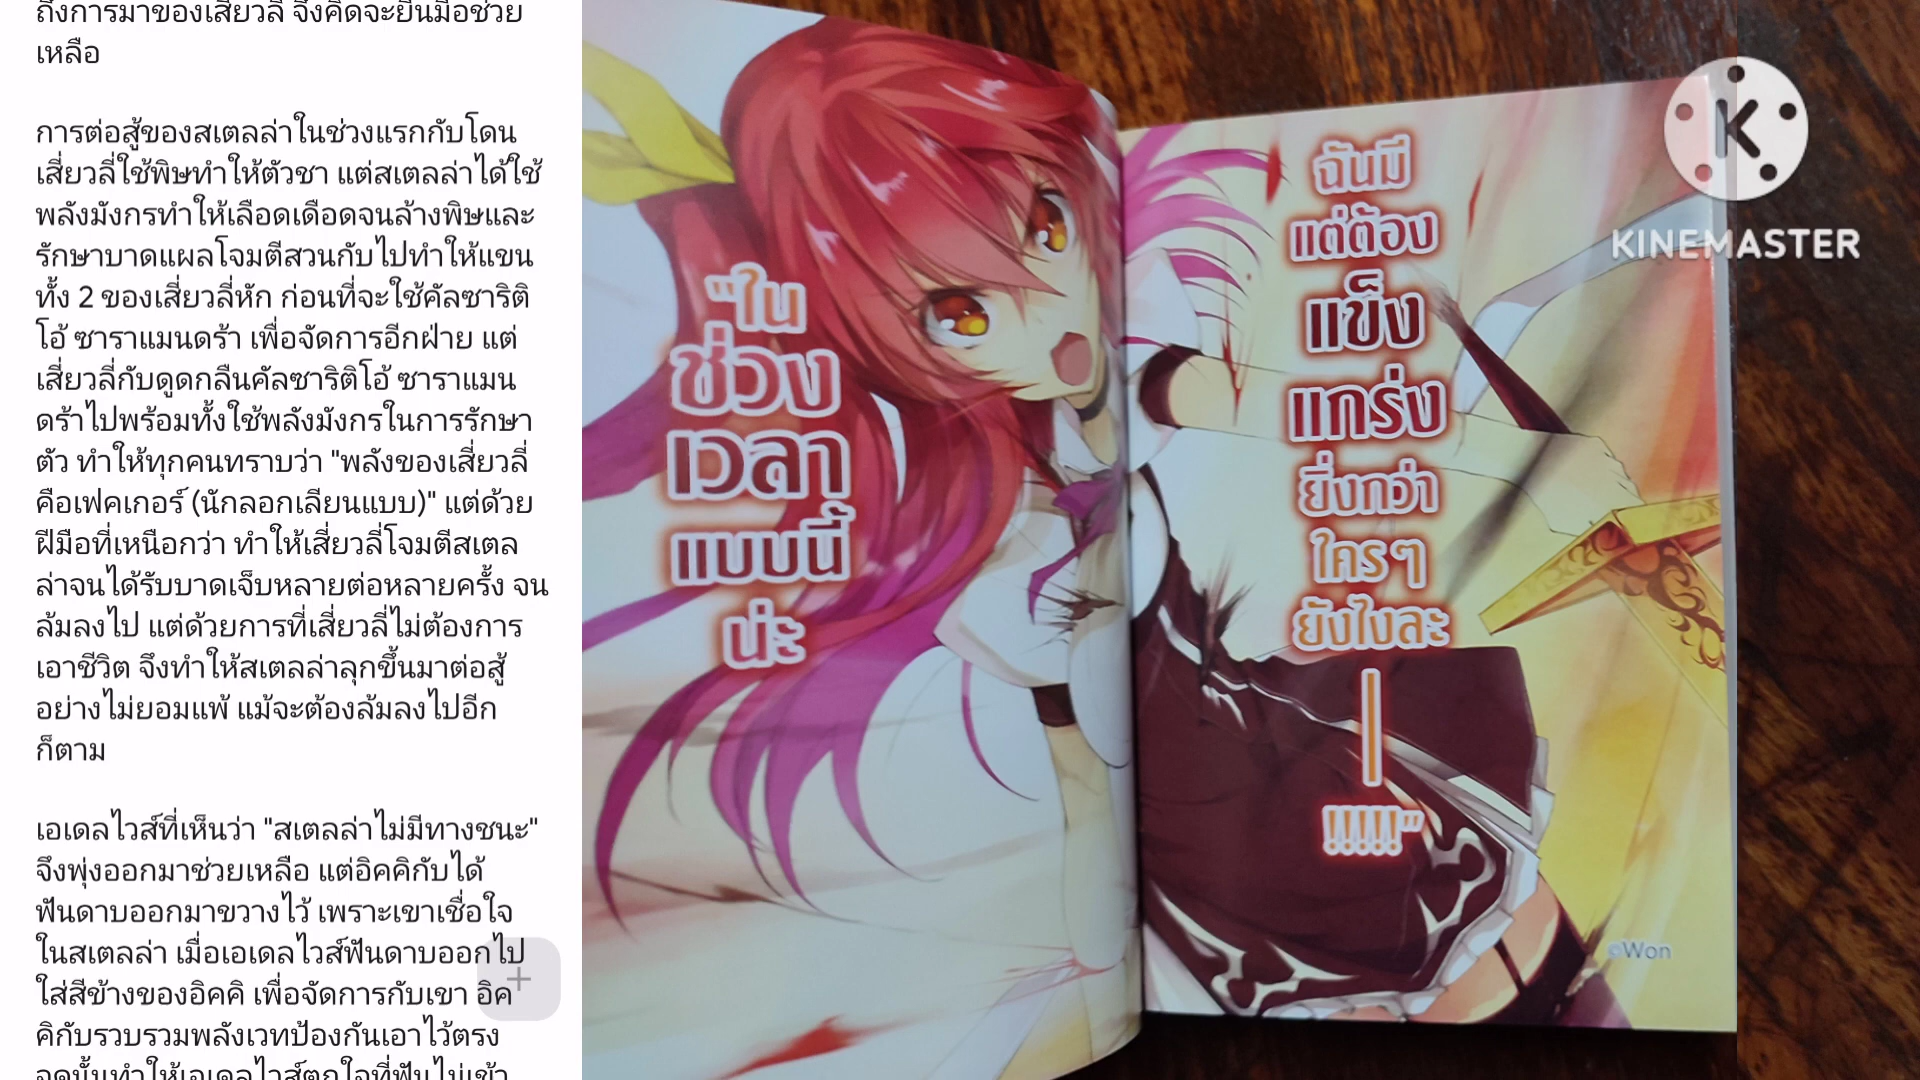 ถึงการมาของเสี่ยวลี่ จึงคิดจะยื่นมือช่วย
เหลือ
การต่อสู้ของสเตลล่าในช่วงแรกกับโดน
เสี่ยวลี่ใช้พิษทำให้ตัวชา แต่สเตลล่าได้ใช้
พลังมังกรทำให้เลือดเดือดจนล้างพิษและ
รักษาบาดแผลโจมตีสวนกับไปทำให้แขน
ทั้ง 2 ของเสี่ยวลี่หัก ก่อนที่จะใช้คัลซาริติ
โอ้ ซาราแมนดร้า เพื่อจัดการอีกฝ่าย แต่
เสี่ยวลี่กับดูดกลืนคัลซาริติโอ้ ซาราแมน
ดร้าไปพร้อมทั้งใช้พลังมังกรในการรักษา
ตัว ทำให้ทุกคนทราบว่า "พลังของเสี่ยวลี่
คือเฟคเกอร์ (นักลอกเลียนแบบ)" แต่ด้วย
ฝีมือที่เหนือกว่า ทำให้เสี่ยวลี่โจมตีสเตล
ล่าจนได้รับบาดเจ็บหลายต่อหลายครั้ง จน
ล้มลงไป แต่ด้วยการที่เสี่ยวลี่ไม่ต้องการ
เอาชีวิต จึงทำให้สเตลล่าลุกขึ้นมาต่อสู้
อย่างไม่ยอมแพ้ แม้จะต้องล้มลงไปอีก
ก็ตาม
เอเดลไวส์ที่เห็นว่า "สเตลล่าไม่มีทางชนะ"
จึงพุ่งออกมาช่วยเหลือ แต่อิคคิกับได้
ฟันดาบออกมาขวางไว้ เพราะเขาเชื่อใจ
ในสเตลล่า เมื่อเอเดลไวส์ฟันดาบออกไป
ใส่สีข้างของอิคคิ เพื่อจัดการกับเขา อิค
คิกับรวบรวมพลังเวทป้องกันเอาไว้ตรง
จุดนั้นทำให้เอเดลไวส์ตกใจที่ฟันไม่เข้า
"ใน
ช่วง
เวลา
แบบนี้
น่ะ
ฉันมี
แต่ต้อง
แข็ง
แกร่ง
ยิ่งกว่า
ใครๆ
ยังไงละ
—
!!!!!"
©Won
KINEMASTER